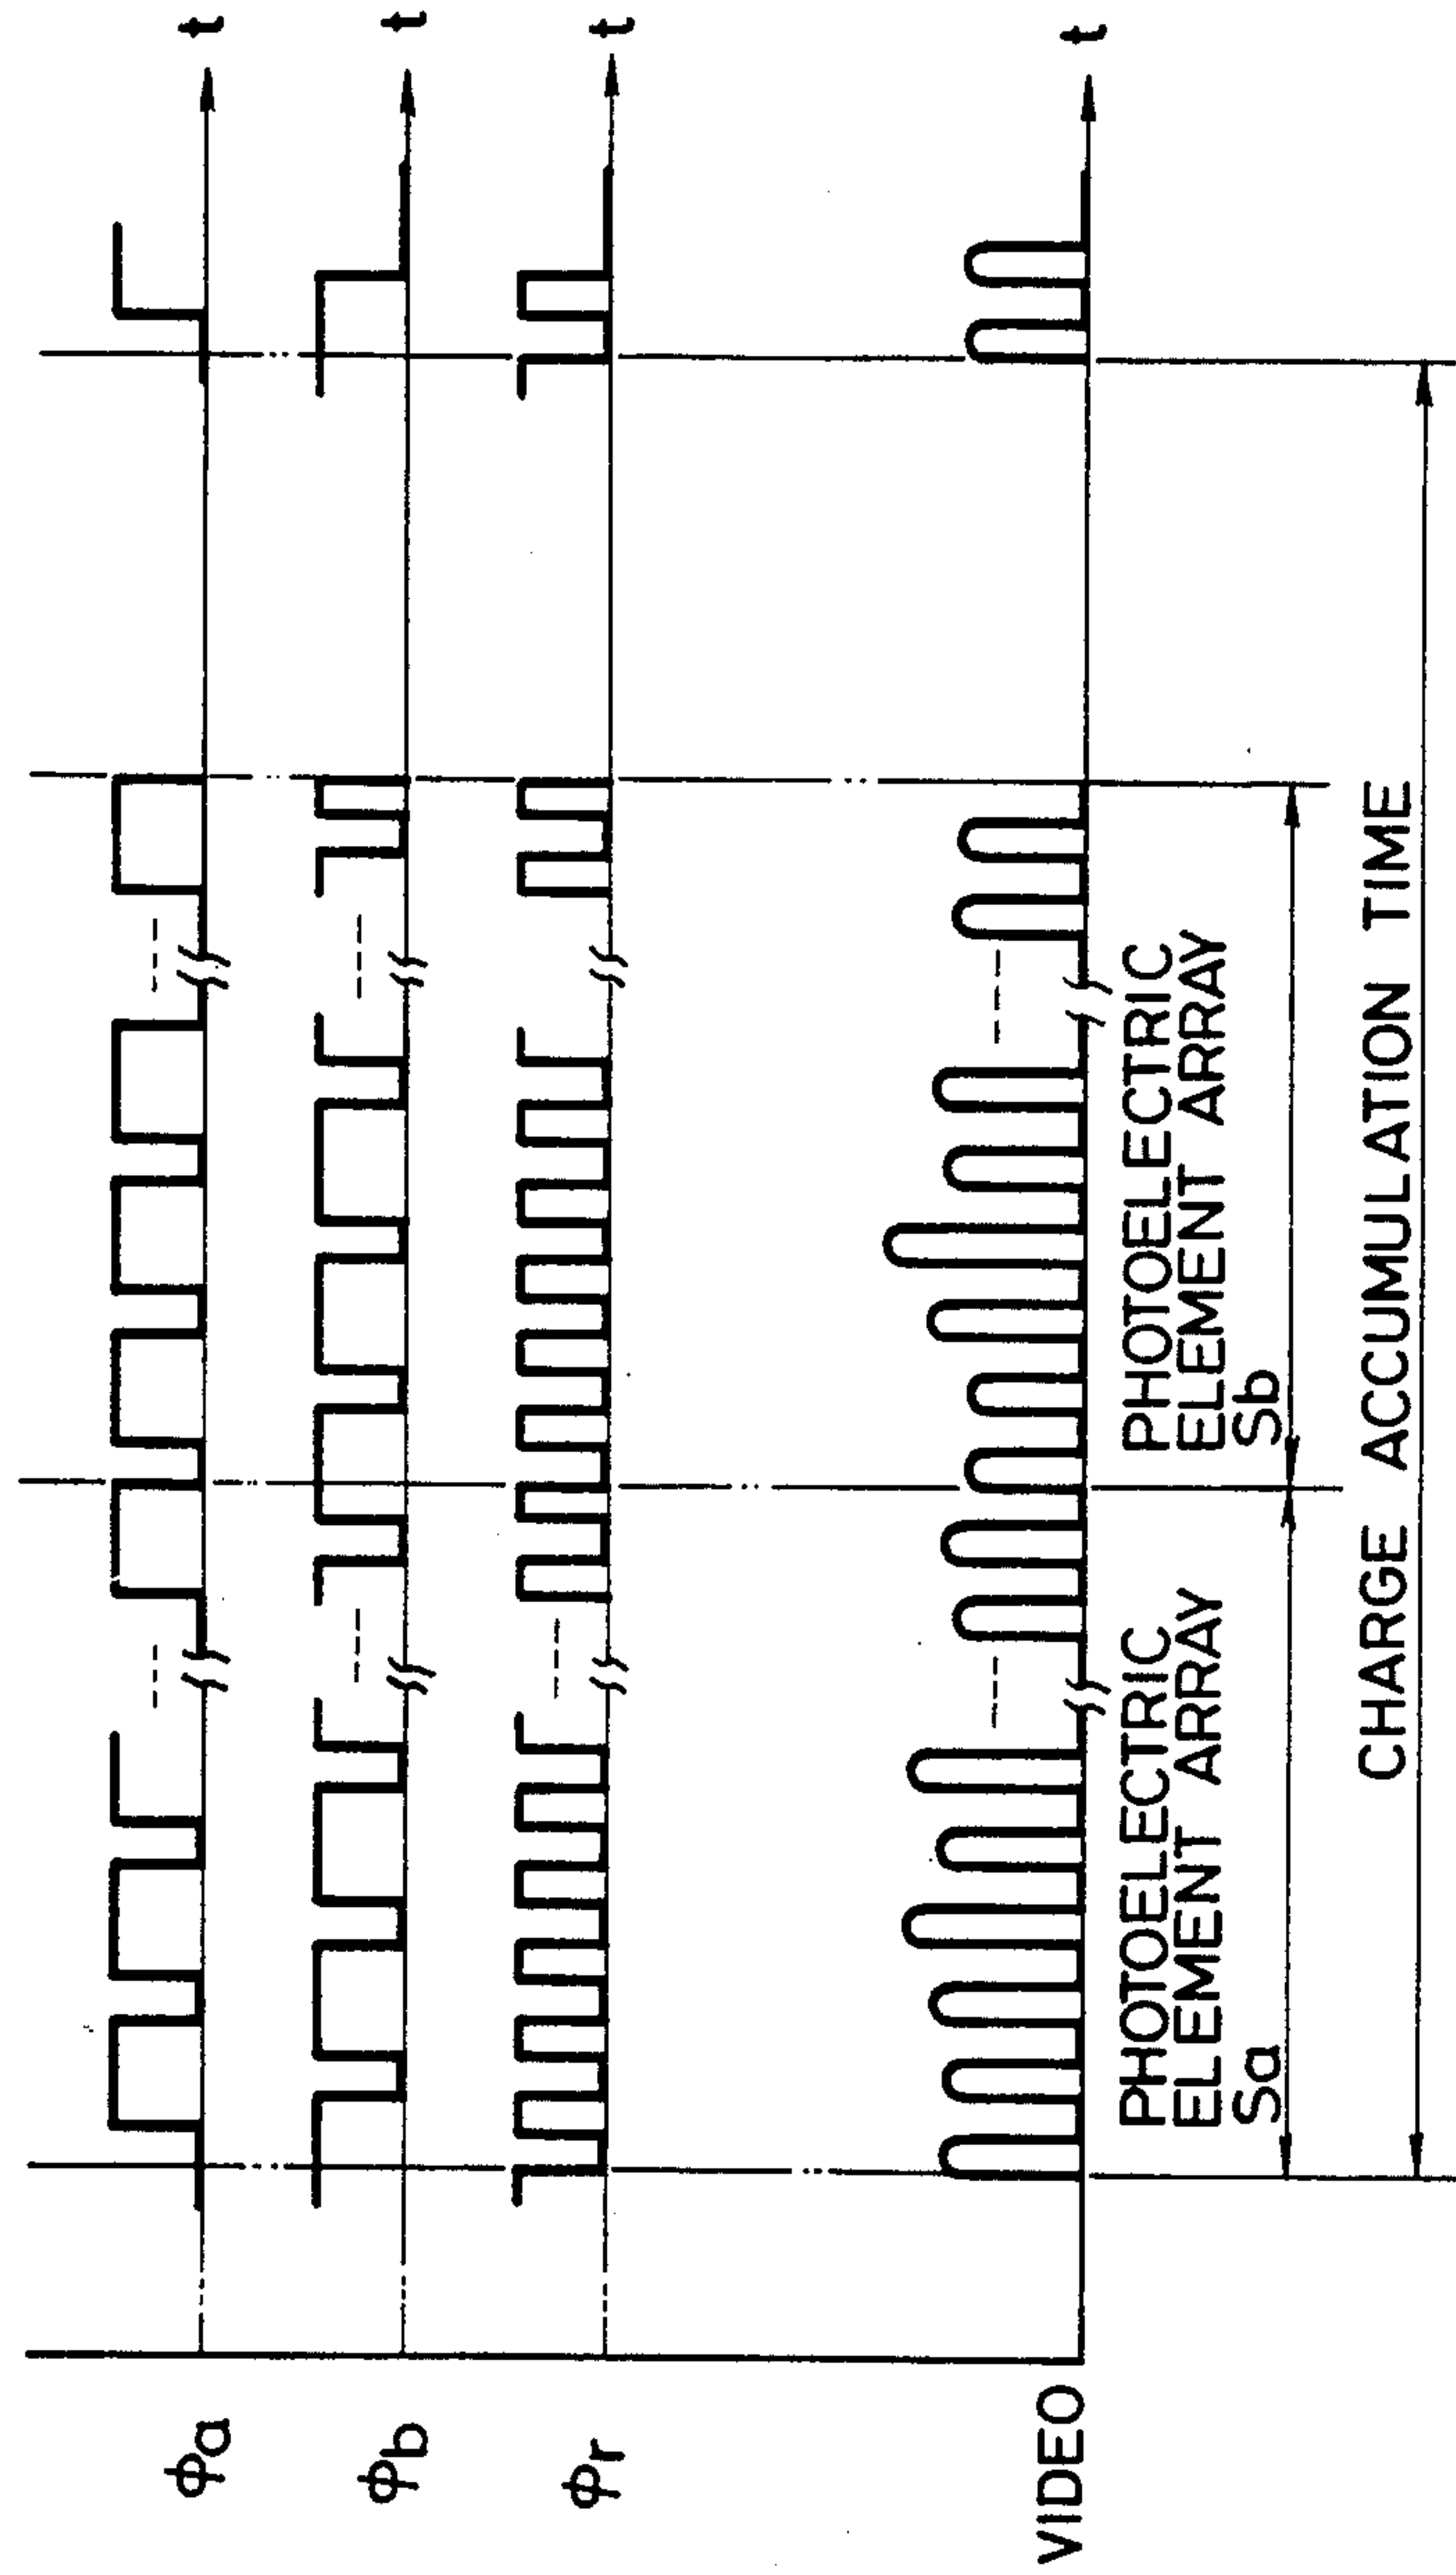 ϕa
t
ϕb
t
ϕr
t
VIDEO
t
PHOTOELECTRIC
ELEMENT ARRAY
Sa
PHOTOELECTRIC
ELEMENT ARRAY
Sb
CHARGE ACCUMULATION TIME